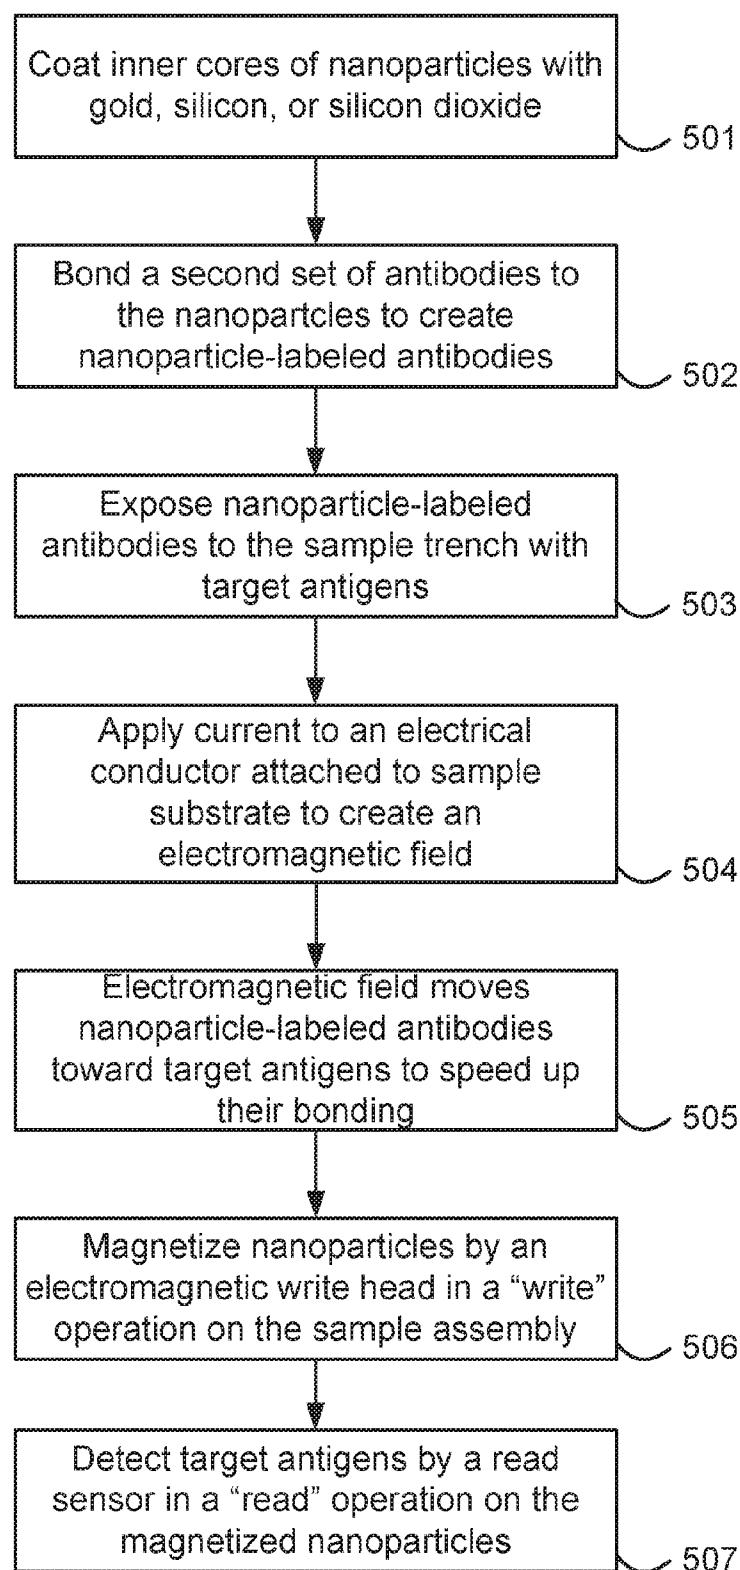 Coat inner cores of nanoparticles with
gold, silicon, or silicon dioxide
501
Bond a second set of antibodies to
the nanopartcles to create
nanoparticle-labeled antibodies
502
Expose nanoparticle-labeled
antibodies to the sample trench with
target antigens
503
Apply current to an electrical
conductor attached to sample
substrate to create an
electromagnetic field
504
Electromagnetic field moves
nanoparticle-labeled antibodies
toward target antigens to speed up
their bonding
505
Magnetize nanoparticles by an
electromagnetic write head in a “write”
operation on the sample assembly
506
Detect target antigens by a read
sensor in a “read” operation on the
magnetized nanoparticles
507